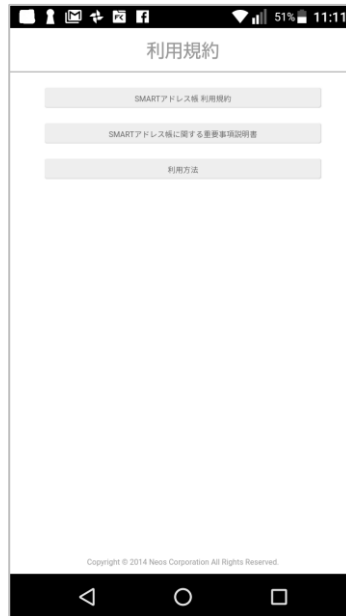 51% 11:11
利用規約
SMARTアドレス帳 利用規約
SMARTアドレス帳に関する重要事項説明書
利用方法
Copyright © 2014 Neos Corporation All Rights Reserved.